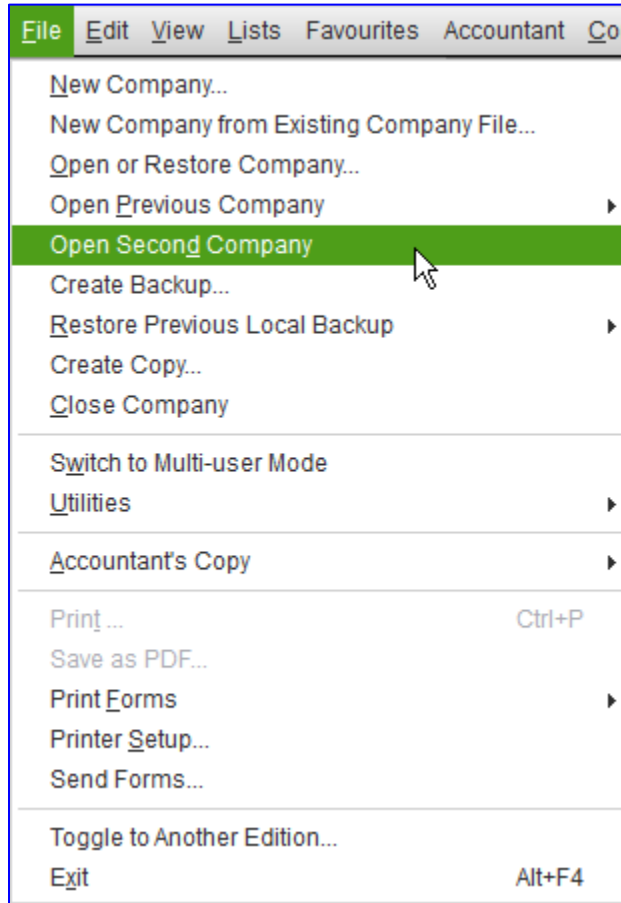 File Edit View Lists Favourites Accountant Co
New Company...
New Company from Existing Company File...
Open or Restore Company...
Open Previous Company
Open Second Company
Create Backup...
Restore Previous Local Backup
Create Copy...
Close Company
Switch to Multi-user Mode
Utilities
Accountant's Copy
Print ... Ctrl+P
Save as PDF...
Print Forms
Printer Setup...
Send Forms...
Toggle to Another Edition...
Exit Alt+F4